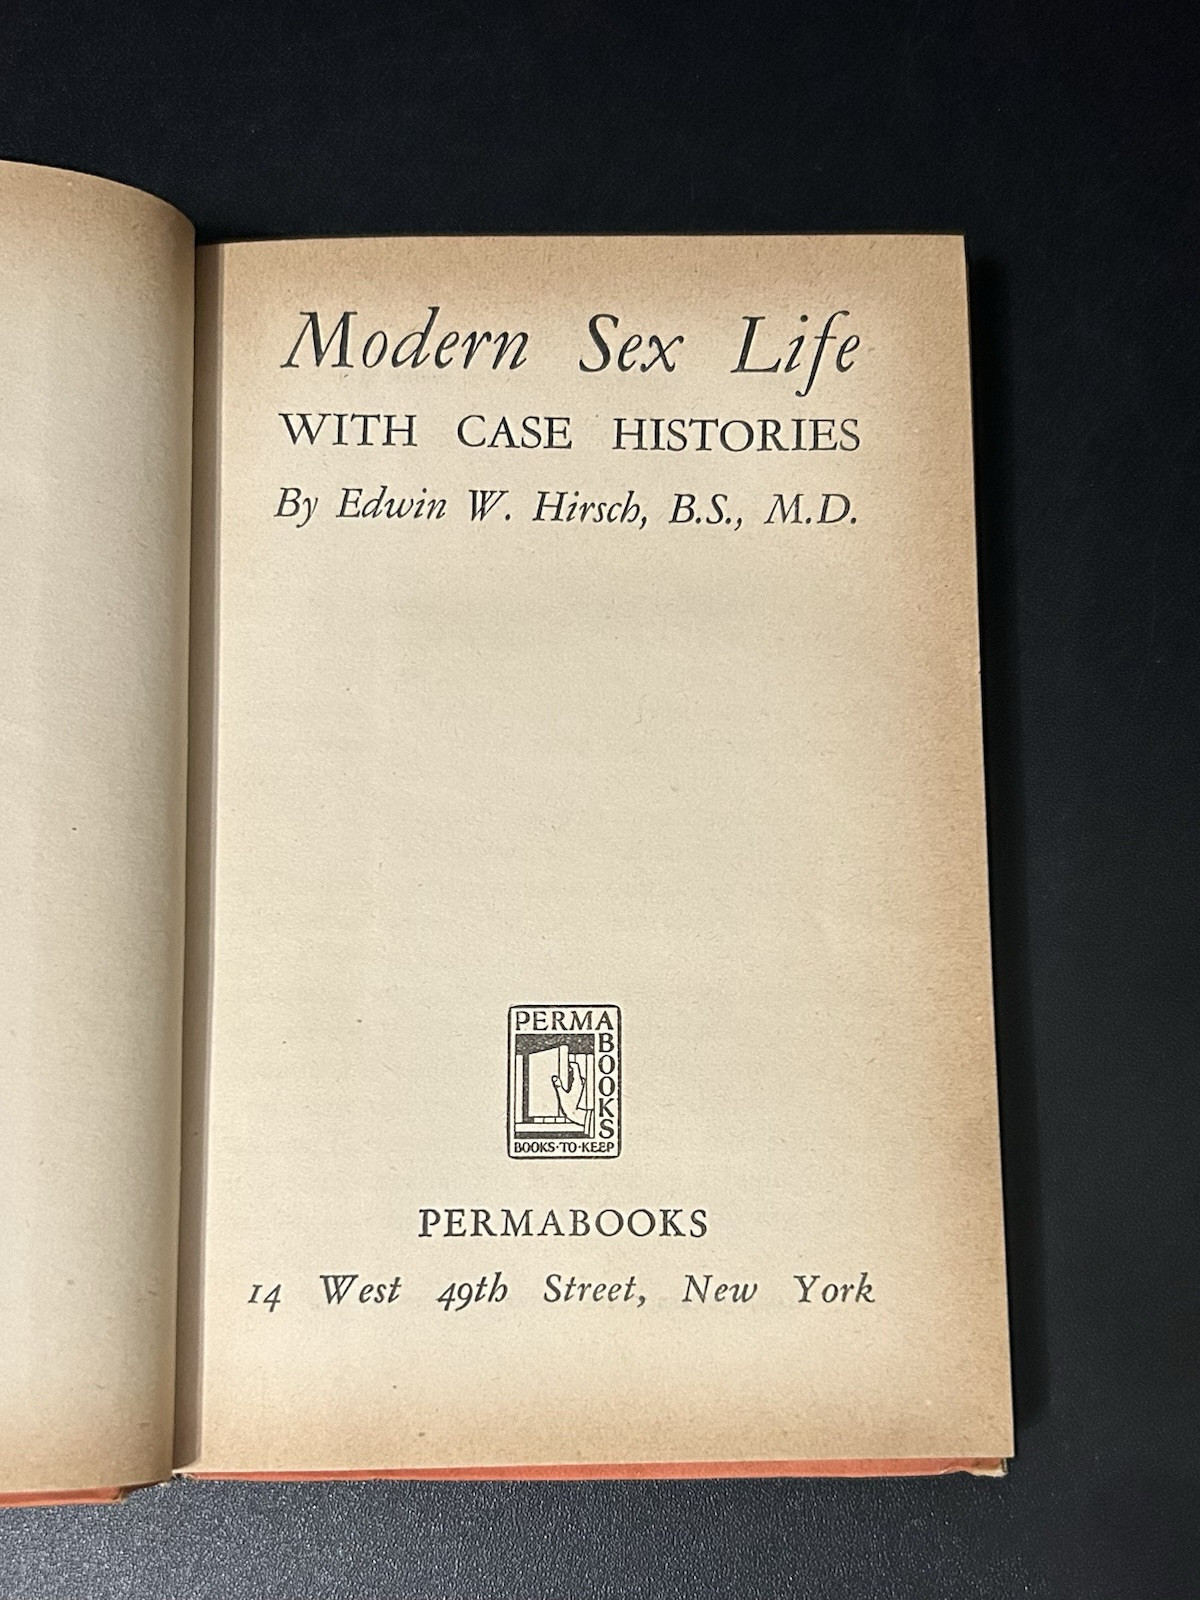 Modern Sex Life
WITH CASE HISTORIES
By Edwin W. Hirsch, B.S., M.D.
PERMA
BOOKS
BOOKS·TO·KEEP
PERMABOOKS
14 West 49th Street, New York